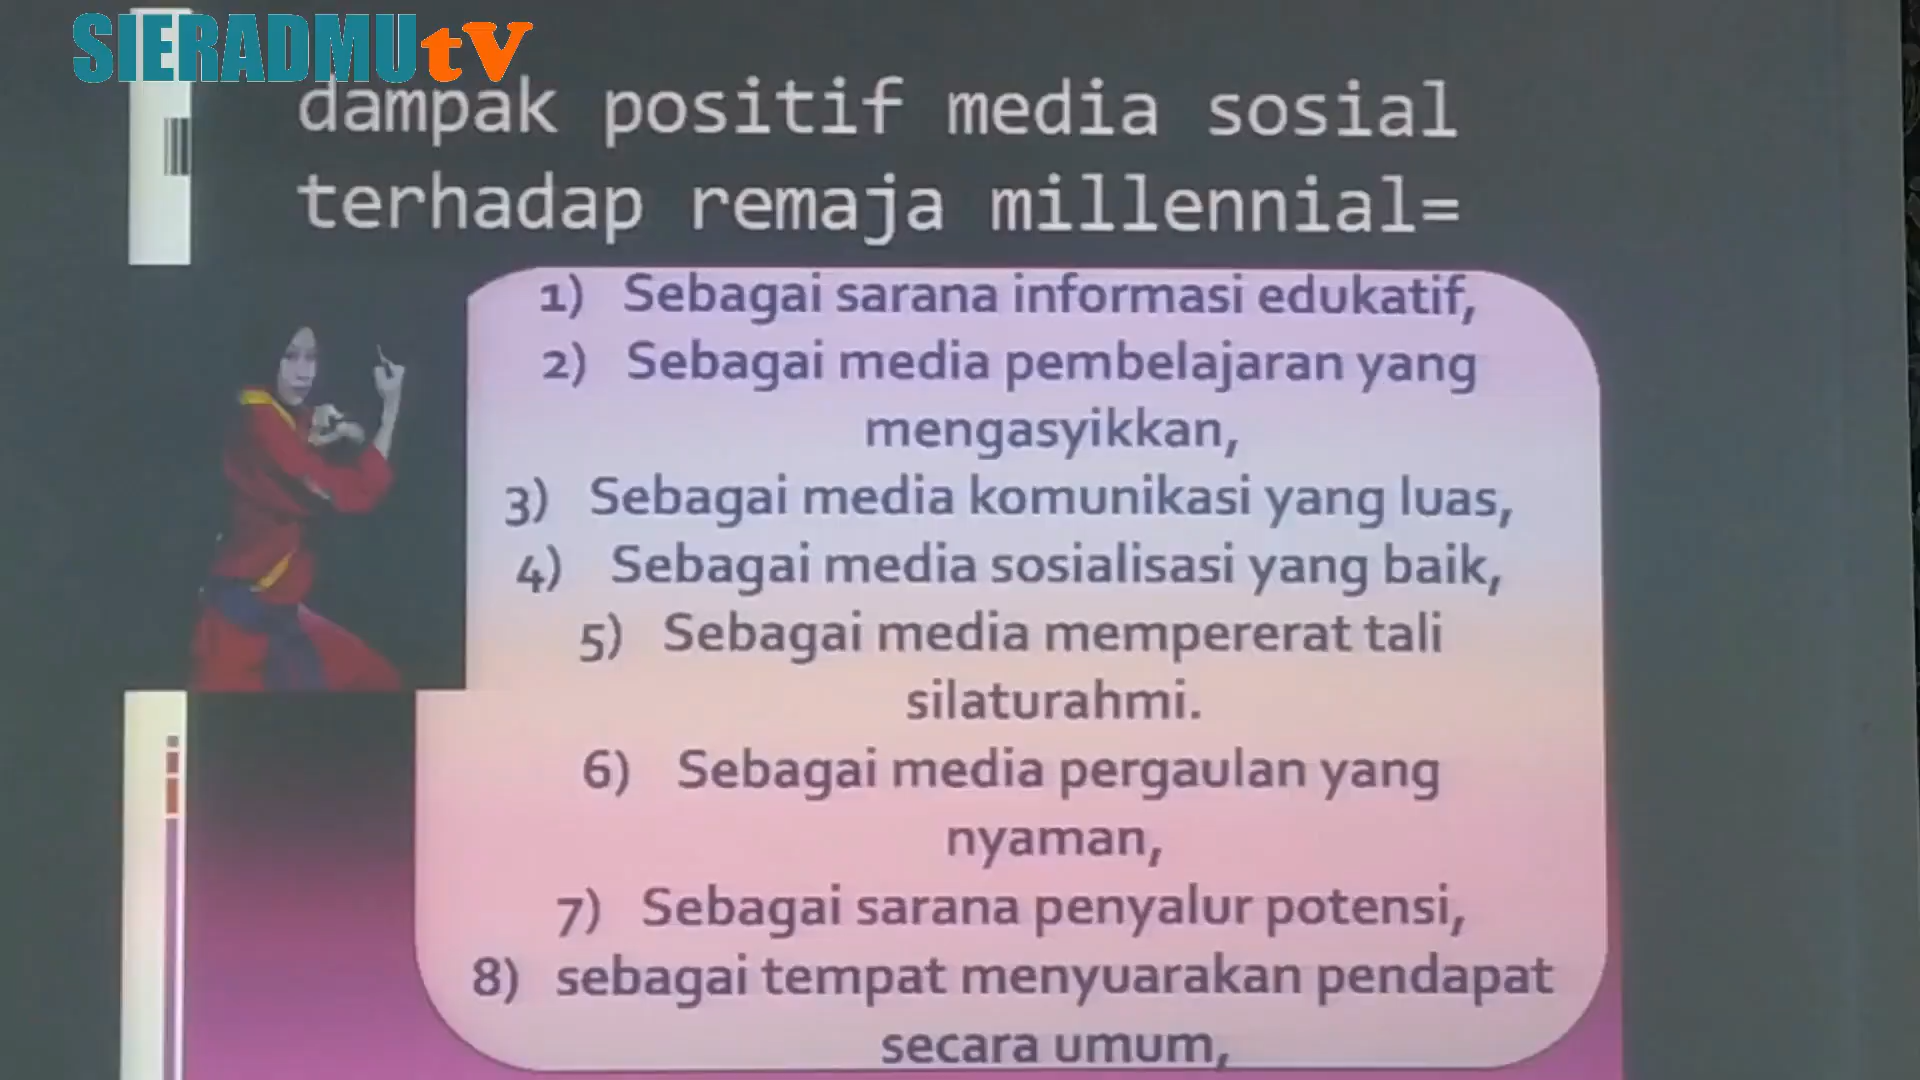 SIERADMUtv
dampak positif media sosial
terhadap remaja millennial=
1) Sebagai sarana informasi edukatif,
2) Sebagai media pembelajaran yang
mengasyikkan,
3) Sebagai media komunikasi yang luas,
4) Sebagai media sosialisasi yang baik,
5) Sebagai media mempererat tali
silaturahmi.
6) Sebagai media pergaulan yang
nyaman,
7) Sebagai sarana penyalur potensi,
8) sebagai tempat menyuarakan pendapat
secara umum,